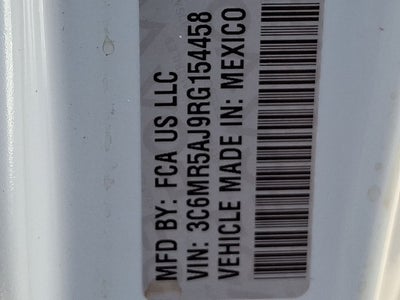 MFD BY: FCA US LLC
VIN: 3C6MR5AJ9RG154458
VEHICLE MADE IN: MEXICO